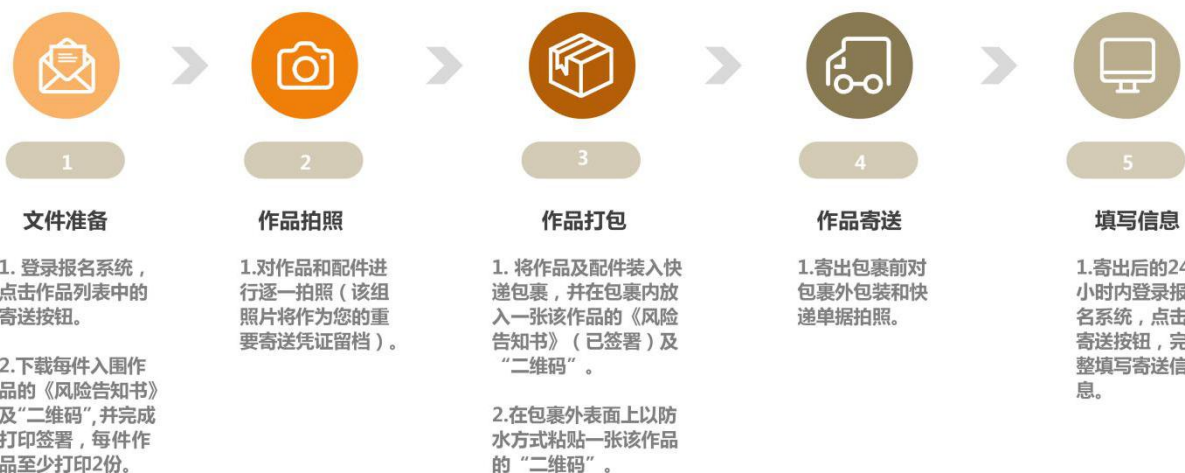 1
2
3
4
5
文件准备
作品拍照
作品打包
作品寄送
填写信息
1. 登录报名系统，
点击作品列表中的
寄送按钮。
2.下载每件入围作
品的《风险告知书》
及“二维码”,并完成
打印签署，每件作
品至少打印2份。
1.对作品和配件进
行逐一拍照（该组
照片将作为您的重
要寄送凭证留档）。
1. 将作品及配件装入快
递包裹，并在包裹内放
入一张该作品的《风险
告知书》（已签署）及
“二维码”。
2.在包裹外表面上以防
水方式粘贴一张该作品
的“二维码”。
1.寄出包裹前对
包裹外包装和快
递单据拍照。
1.寄出后的24
小时内登录报
名系统，点击
寄送按钮，完
整填写寄送信
息。